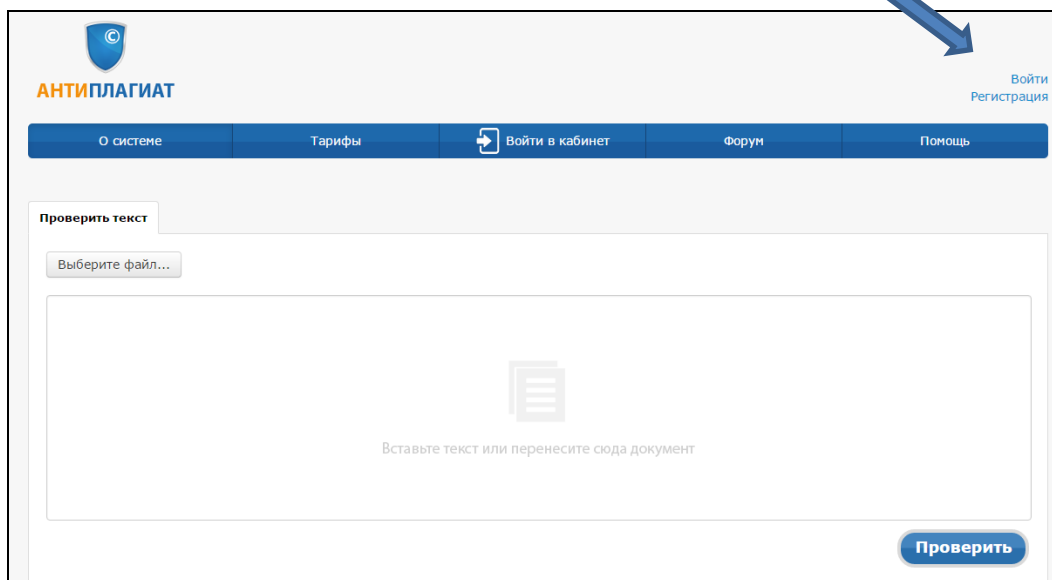 ©
АНТИПЛАГИАТ
Войти
Регистрация
О системе Тарифы Войти в кабинет Форум Помощь
Проверить текст
Выберите файл...
Вставьте текст или перенесите сюда документ
Проверить